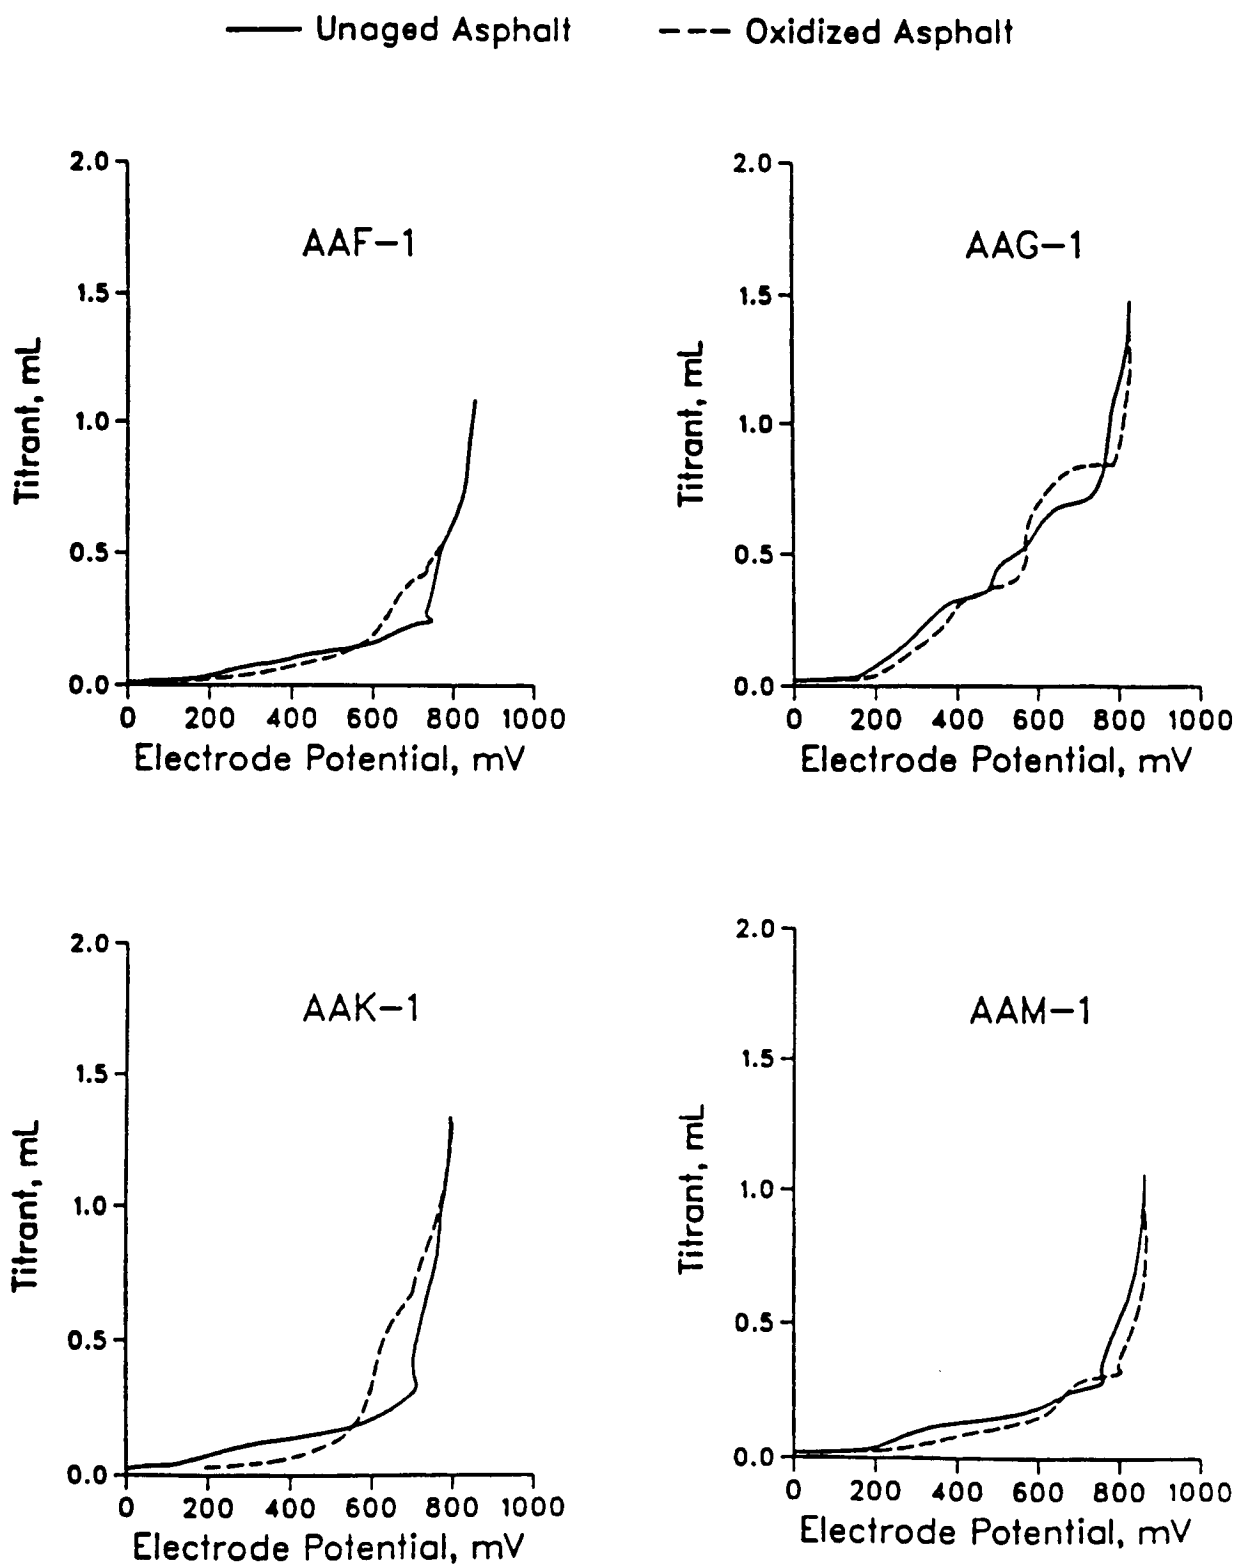 Unaged Asphalt
Oxidized Asphalt
AAF-1
2.0
1.5
1.0
0.5
0.0
Titrant, mL
0 200 400 600 800 1000
Electrode Potential, mV
AAG-1
2.0
1.5
1.0
0.5
0.0
Titrant, mL
0 200 400 600 800 1000
Electrode Potential, mV
AAK-1
2.0
1.5
1.0
0.5
0.0
Titrant, mL
0 200 400 600 800 1000
Electrode Potential, mV
AAM-1
2.0
1.5
1.0
0.5
0.0
Titrant, mL
0 200 400 600 800 1000
Electrode Potential, mV